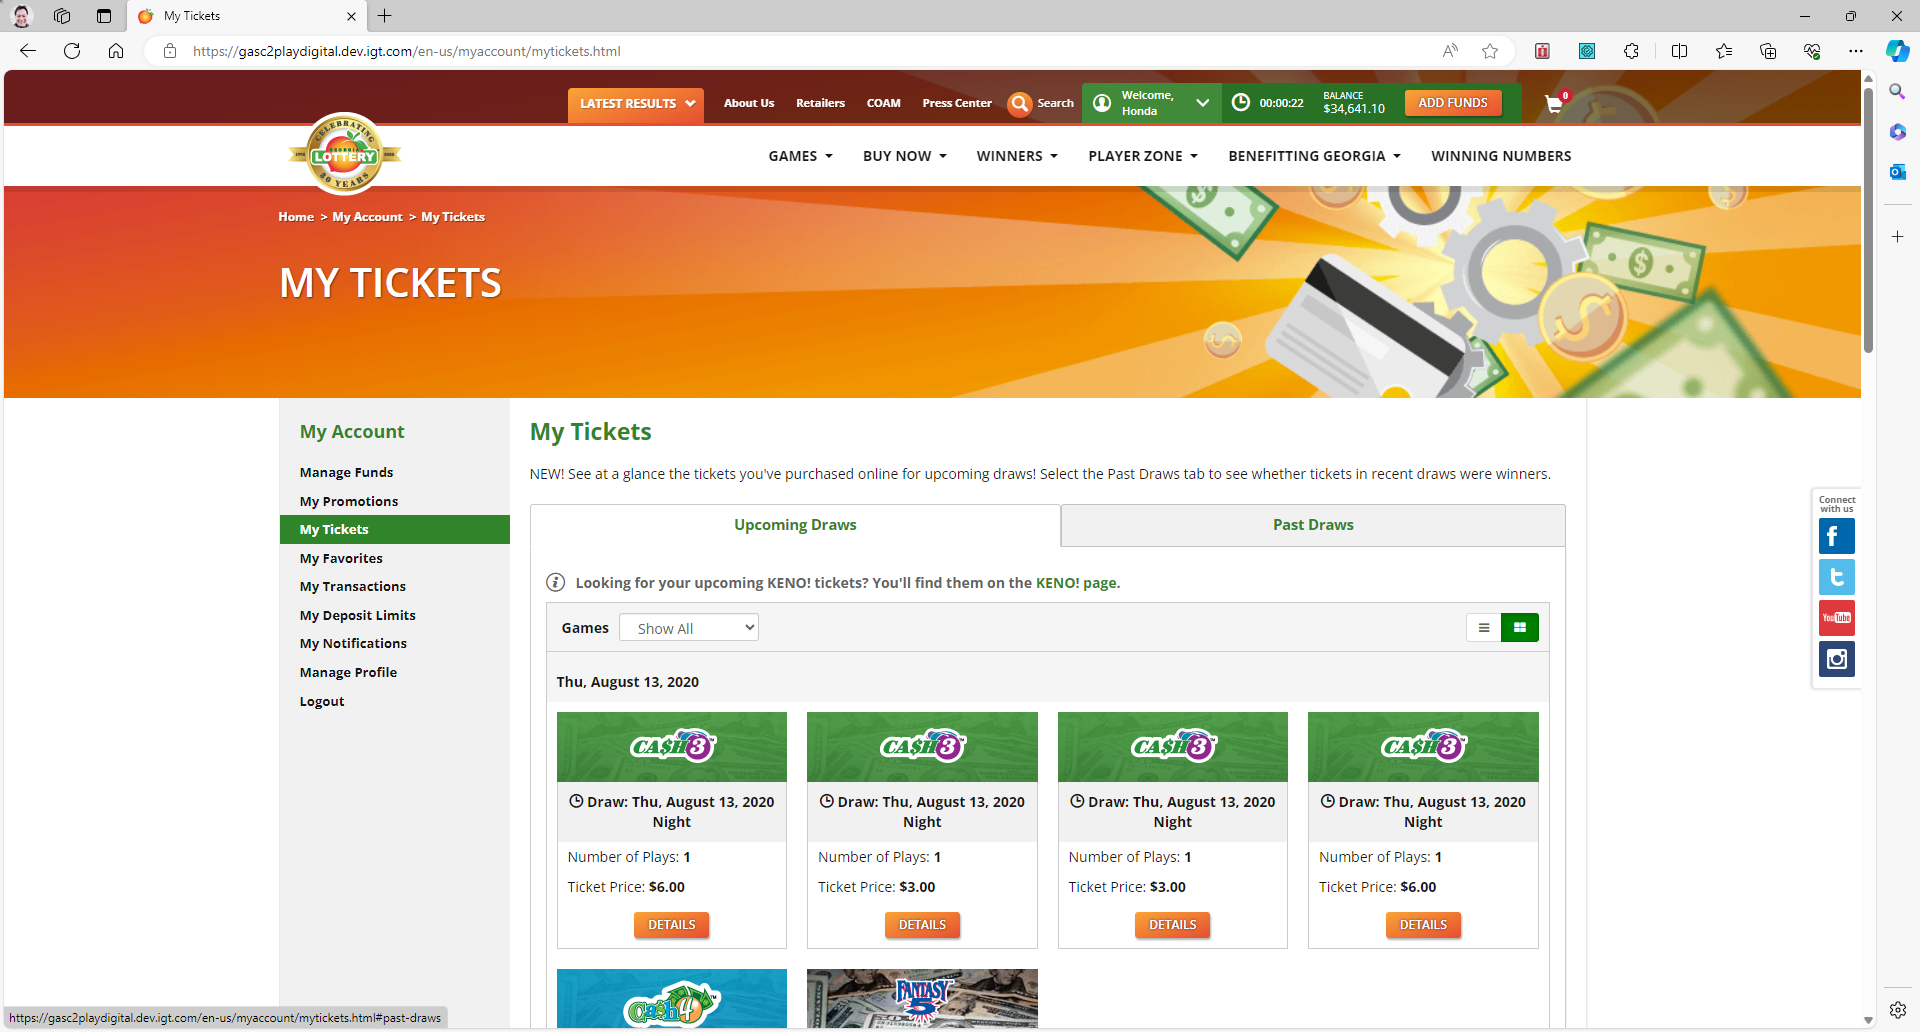 My Tickets
https://gasc2playdigital.dev.igt.com/en-us/myaccount/mytickets.html
LATEST RESULTS
About Us
Retailers
COAM
Press Center
Search
Welcome,
Honda
00:00:22
BALANCE
$34,641.10
ADD FUNDS
0
CELEBRATING
GEORGIA
LOTTERY
30 YEARS
GAMES
BUY NOW
WINNERS
PLAYER ZONE
BENEFITTING GEORGIA
WINNING NUMBERS
Home > My Account > My Tickets
MY TICKETS
My Account
Manage Funds
My Promotions
My Tickets
My Favorites
My Transactions
My Deposit Limits
My Notifications
Manage Profile
Logout
My Tickets
NEW! See at a glance the tickets you've purchased online for upcoming draws! Select the Past Draws tab to see whether tickets in recent draws were winners.
Upcoming Draws
Past Draws
Looking for your upcoming KENO! tickets? You'll find them on the KENO! page.
Games
Show All
Thu, August 13, 2020
CA$H 3
Draw: Thu, August 13, 2020
Night
Number of Plays: 1
Ticket Price: $6.00
DETAILS
CA$H 3
Draw: Thu, August 13, 2020
Night
Number of Plays: 1
Ticket Price: $3.00
DETAILS
CA$H 3
Draw: Thu, August 13, 2020
Night
Number of Plays: 1
Ticket Price: $3.00
DETAILS
CA$H 3
Draw: Thu, August 13, 2020
Night
Number of Plays: 1
Ticket Price: $6.00
DETAILS
Cash 4
FANTASY
5
Connect
with us
YouTube
https://gasc2playdigital.dev.igt.com/en-us/myaccount/mytickets.html#past-draws